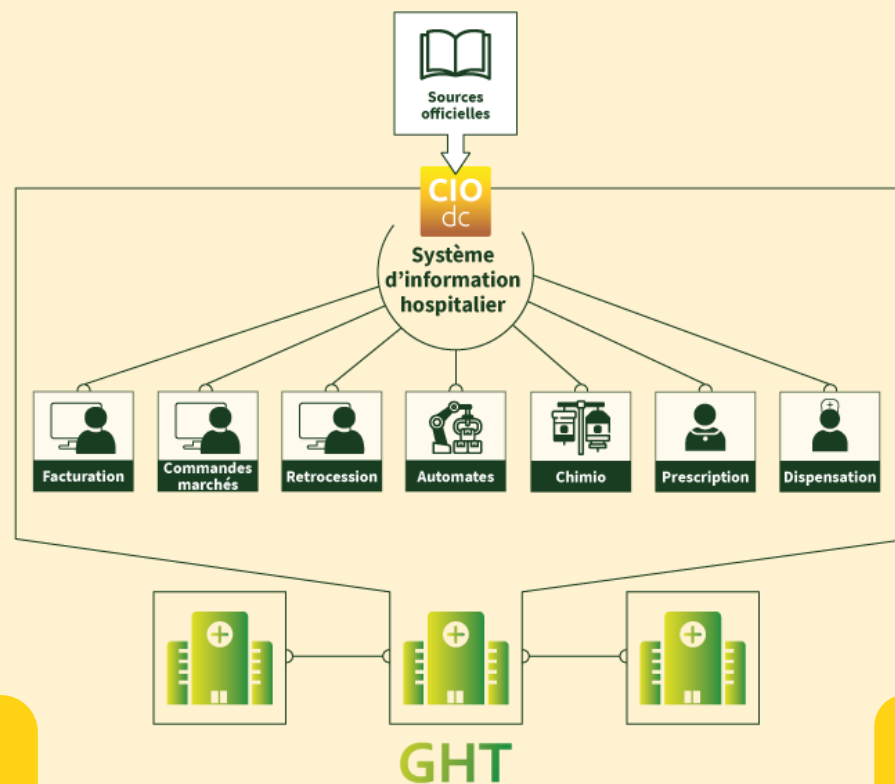 Sources
officielles
CIO
dc
Système
d'information
hospitalier
Facturation
Commandes
marchés
Retrocession
Automates
Chimio
Prescription
Dispensation
GHT